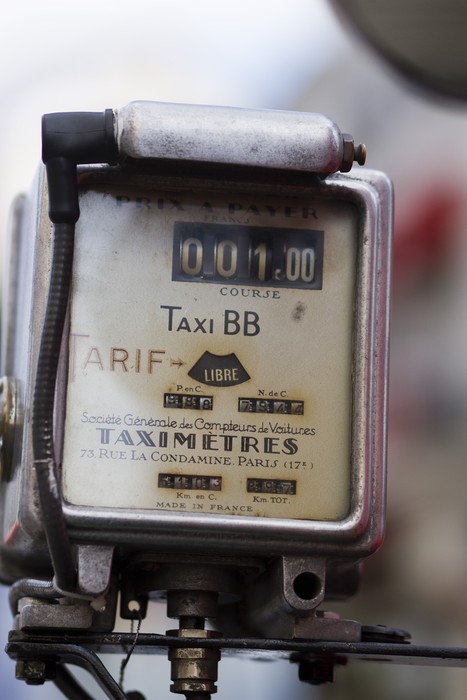 PRIX A PAYER
FRANCS
001.00
COURSE
TAXI BB
TARIF
LIBRE
P. en C. N. de C.
Société Générale des Compteurs de Voitures
TAXIMÈTRES
73. RUE LA CONDAMINE. PARIS (17E)
Km. en C. Km. TOT.
MADE IN FRANCE